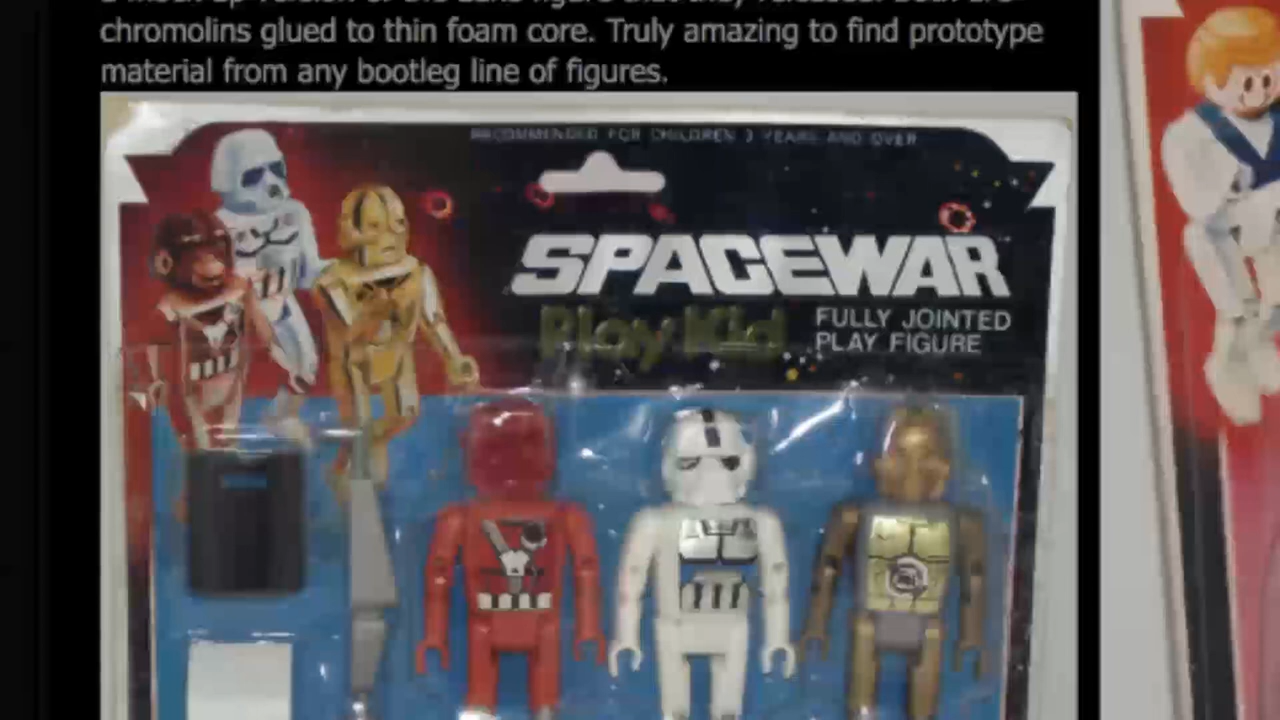 chromolins glued to thin foam core. Truly amazing to find prototype
material from any bootleg line of figures.
RECOMMENDED FOR CHILDREN 3 YEARS AND OVER
SPACEWAR
Play Kid
FULLY JOINTED
PLAY FIGURE